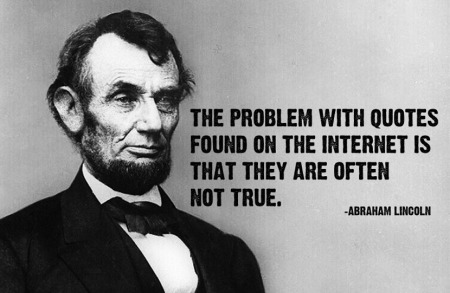 THE PROBLEM WITH QUOTES
FOUND ON THE INTERNET IS
THAT THEY ARE OFTEN
NOT TRUE.
-ABRAHAM LINCOLN